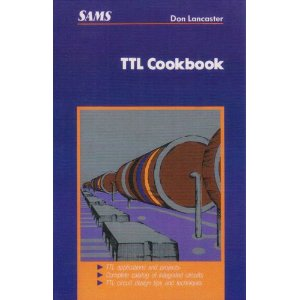 SAMS
Don Lancaster
TTL Cookbook
TTL applications and projects
Complete catalog of integrated circuits
TTL circuit design tips and techniques